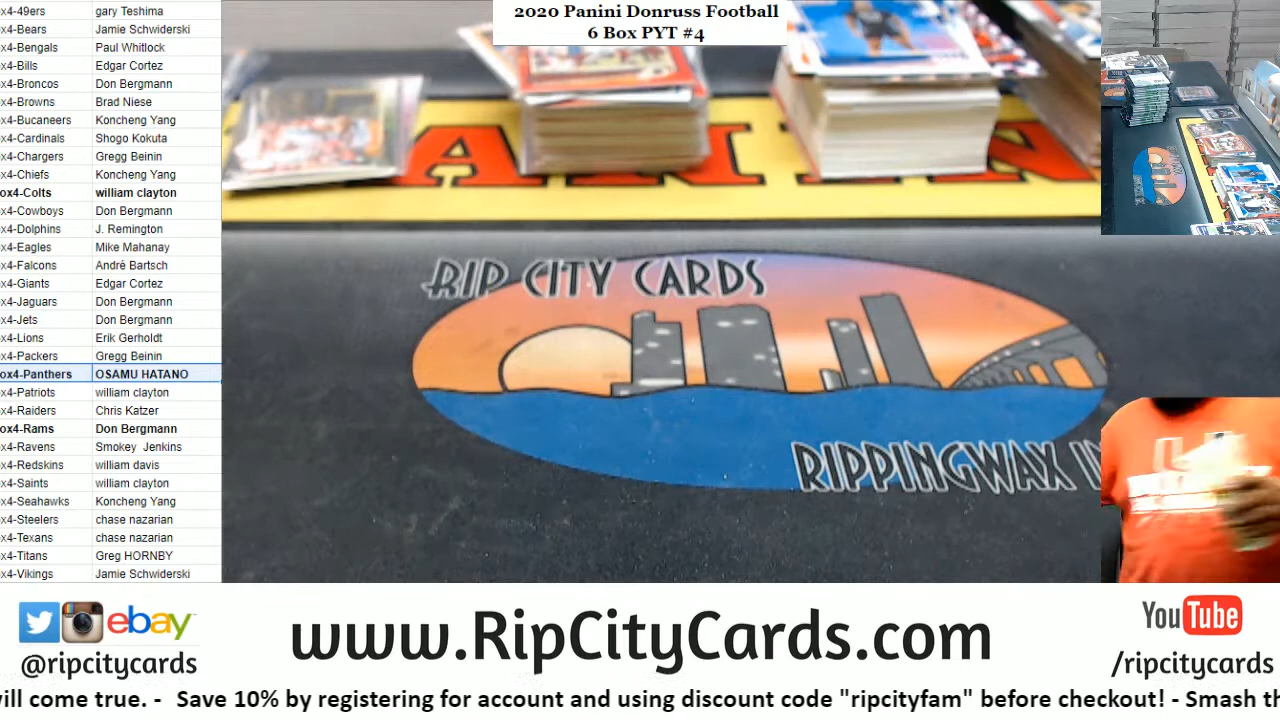 2020 Panini Donruss Football
6 Box PYT #4
x4-49ers gary Teshima
x4-Bears Jamie Schwiderski
x4-Bengals Paul Whitlock
x4-Bills Edgar Cortez
x4-Broncos Don Bergmann
x4-Browns Brad Niese
x4-Bucaneers Koncheng Yang
x4-Cardinals Shogo Kokuta
x4-Chargers Gregg Beinin
x4-Chiefs Koncheng Yang
ox4-Colts william clayton
ox4-Cowboys Don Bergmann
x4-Dolphins J. Remington
x4-Eagles Mike Mahanay
x4-Falcons André Bartsch
x4-Giants Edgar Cortez
x4-Jaguars Don Bergmann
x4-Jets Don Bergmann
x4-Lions Erik Gerholdt
x4-Packers Gregg Beinin
ox4-Panthers OSAMU HATANO
x4-Patriots william clayton
x4-Raiders Chris Katzer
ox4-Rams Don Bergmann
x4-Ravens Smokey Jenkins
x4-Redskins william davis
x4-Saints william clayton
x4-Seahawks Koncheng Yang
x4-Steelers chase nazarian
x4-Texans chase nazarian
x4-Titans Greg HORNBY
x4-Vikings Jamie Schwiderski
ANIN
RIP CITY CARDS
RIPPINGWAX
ebay
@ripcitycards
www.RipCityCards.com
YouTube
/ripcitycards
will come true. - Save 10% by registering for account and using discount code "ripcityfam" before checkout! - Smash th